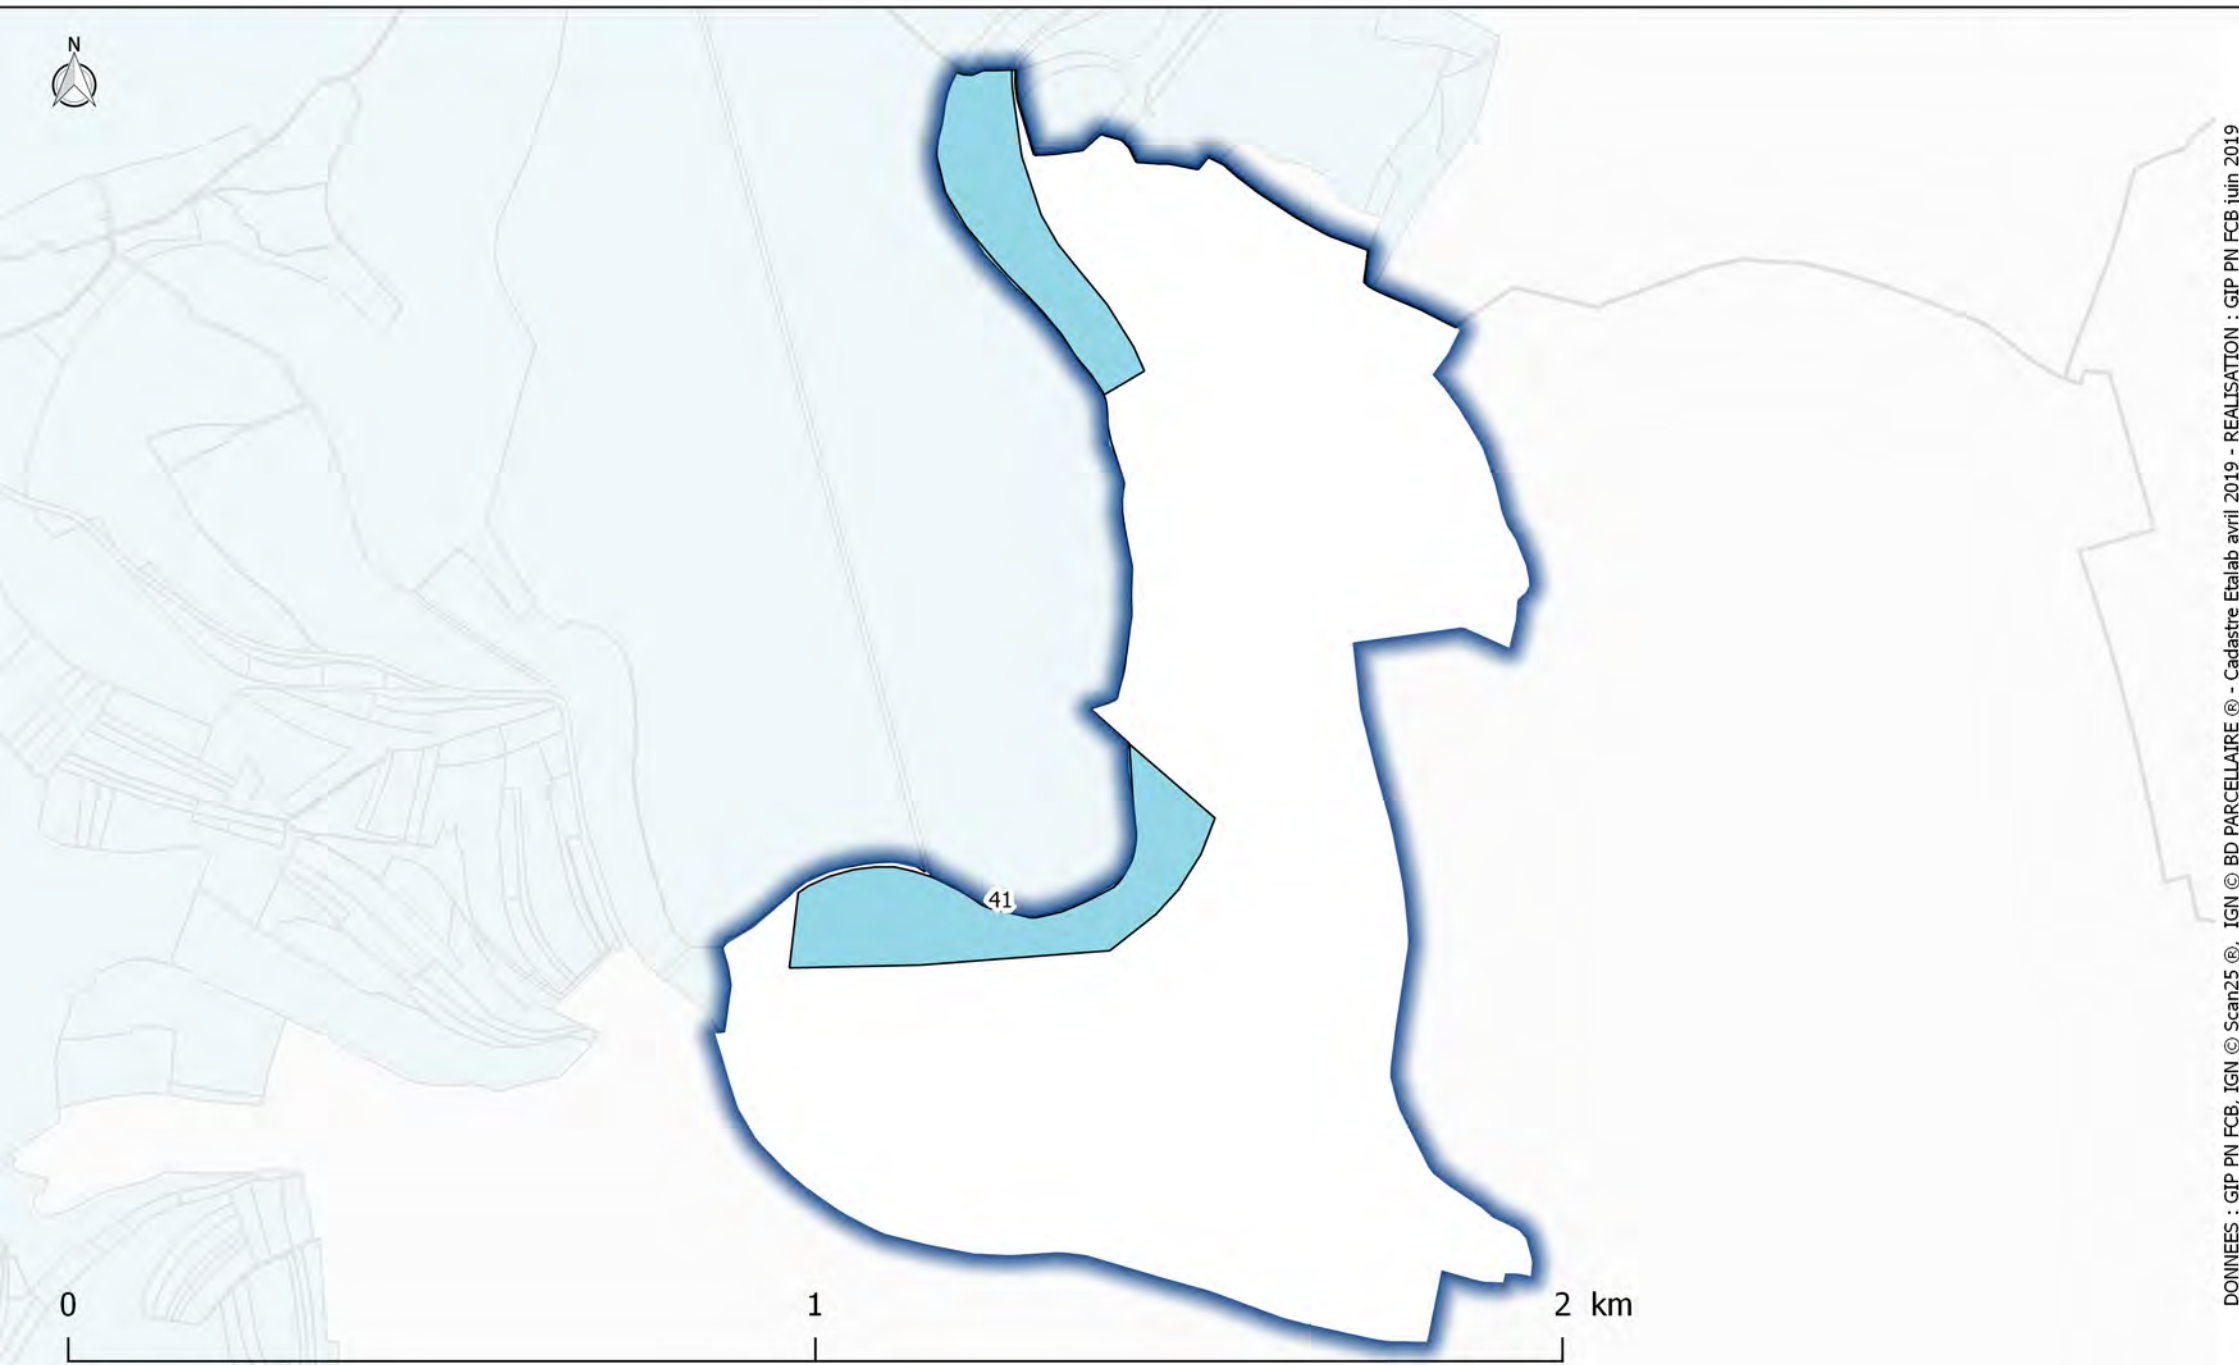 N
41
0 1 2 km
DONNEES : GIP PN FCB, IGN © Scan25 ®, IGN © BD PARCELLAIRE ® - Cadastre Etalab avril 2019 - REALISATION : GIP PN FCB juin 2019